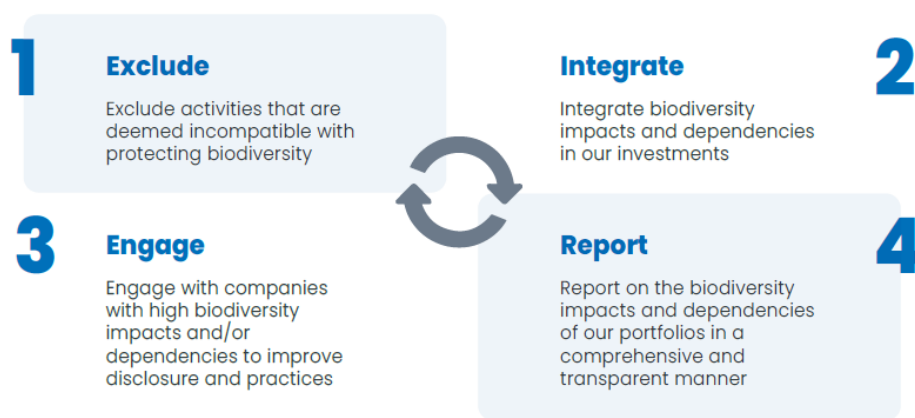 1
Exclude
Exclude activities that are
deemed incompatible with
protecting biodiversity
2
Integrate
Integrate biodiversity
impacts and dependencies
in our investments
3
Engage
Engage with companies
with high biodiversity
impacts and/or
dependencies to improve
disclosure and practices
4
Report
Report on the biodiversity
impacts and dependencies
of our portfolios in a
comprehensive and
transparent manner